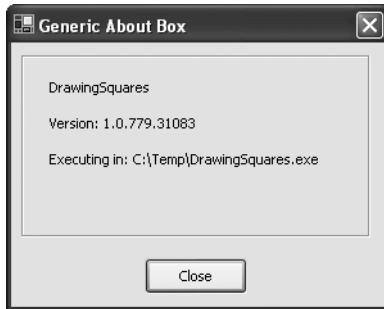 Generic About Box
DrawingSquares
Version: 1.0.779.31083
Executing in: C:\Temp\DrawingSquares.exe
Close